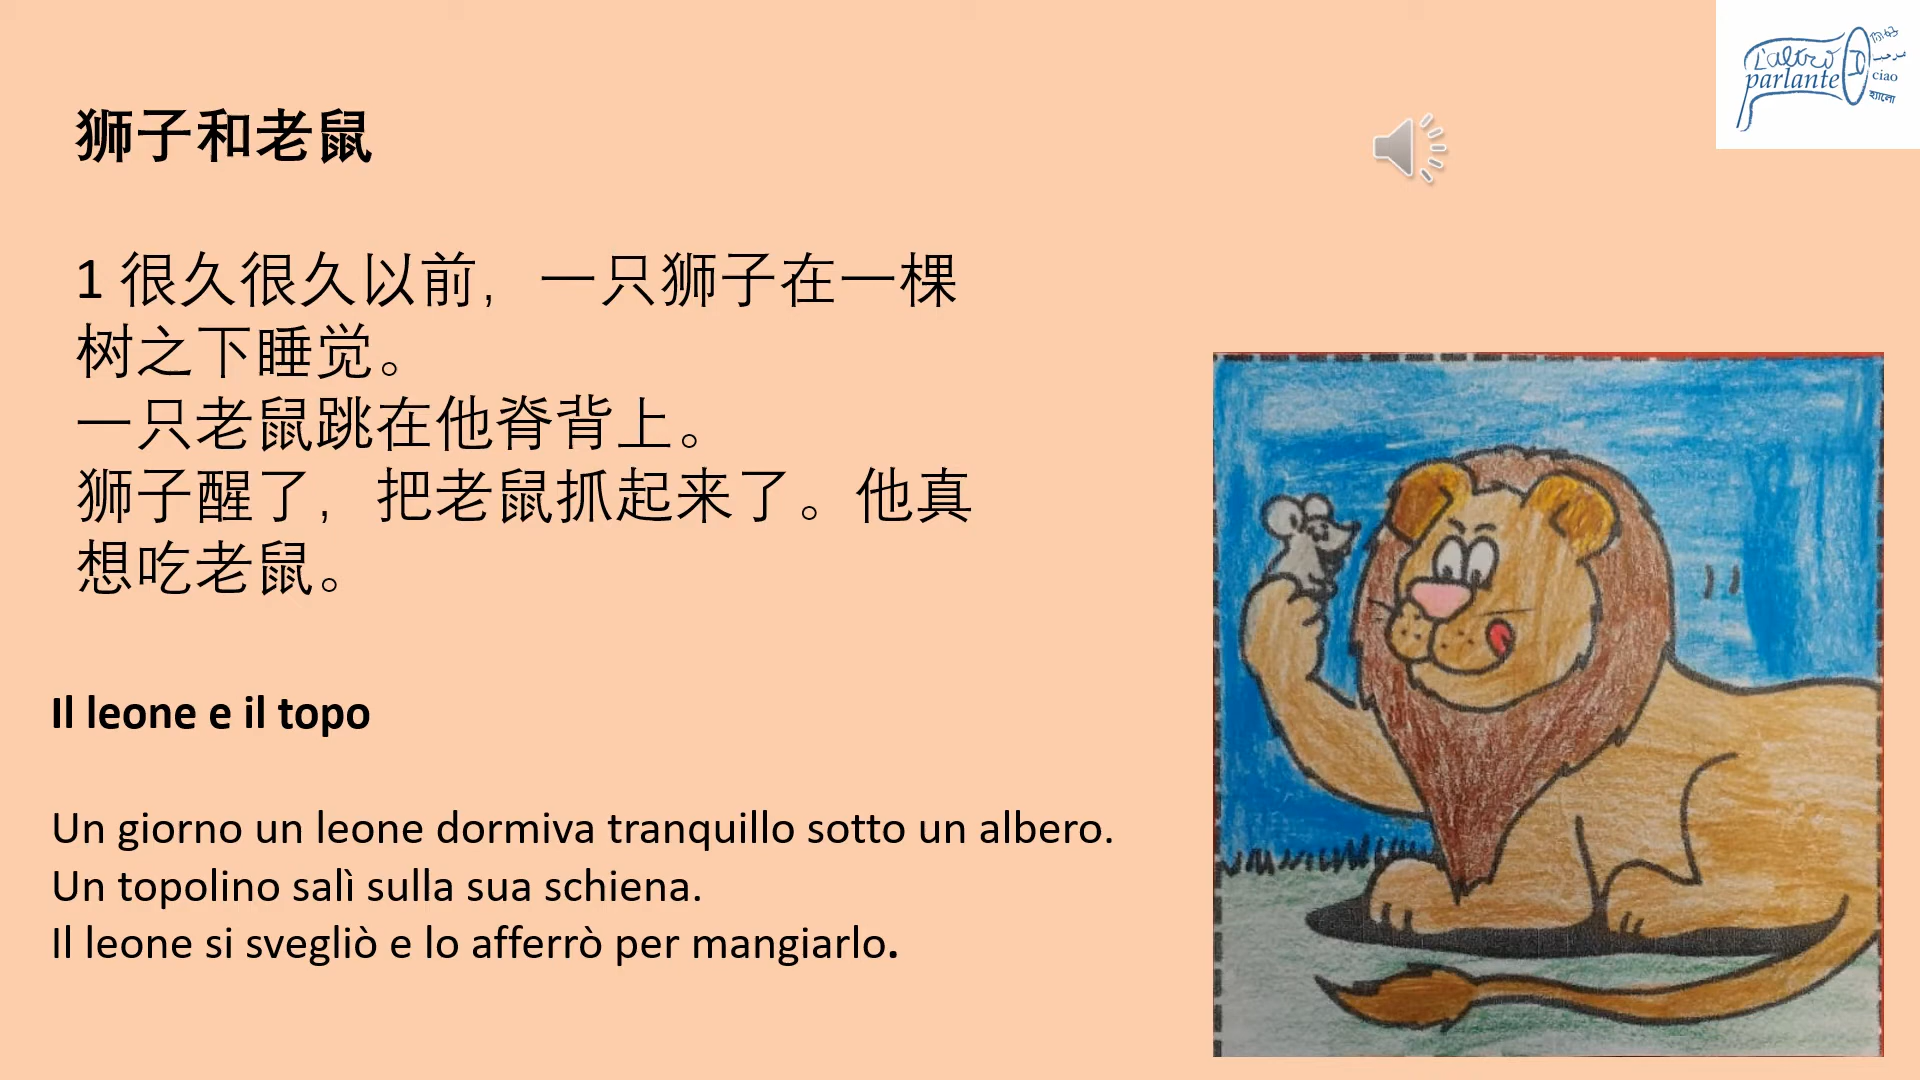 狮子和老鼠
1 很久很久以前，一只狮子在一棵
树之下睡觉。
一只老鼠跳在他脊背上。
狮子醒了，把老鼠抓起来了。他真
想吃老鼠。
Il leone e il topo
Un giorno un leone dormiva tranquillo sotto un albero.
Un topolino salì sulla sua schiena.
Il leone si svegliò e lo afferrò per mangiarlo.
L'altro
parlante
你好
مرحبا
ciao
হ্যালো